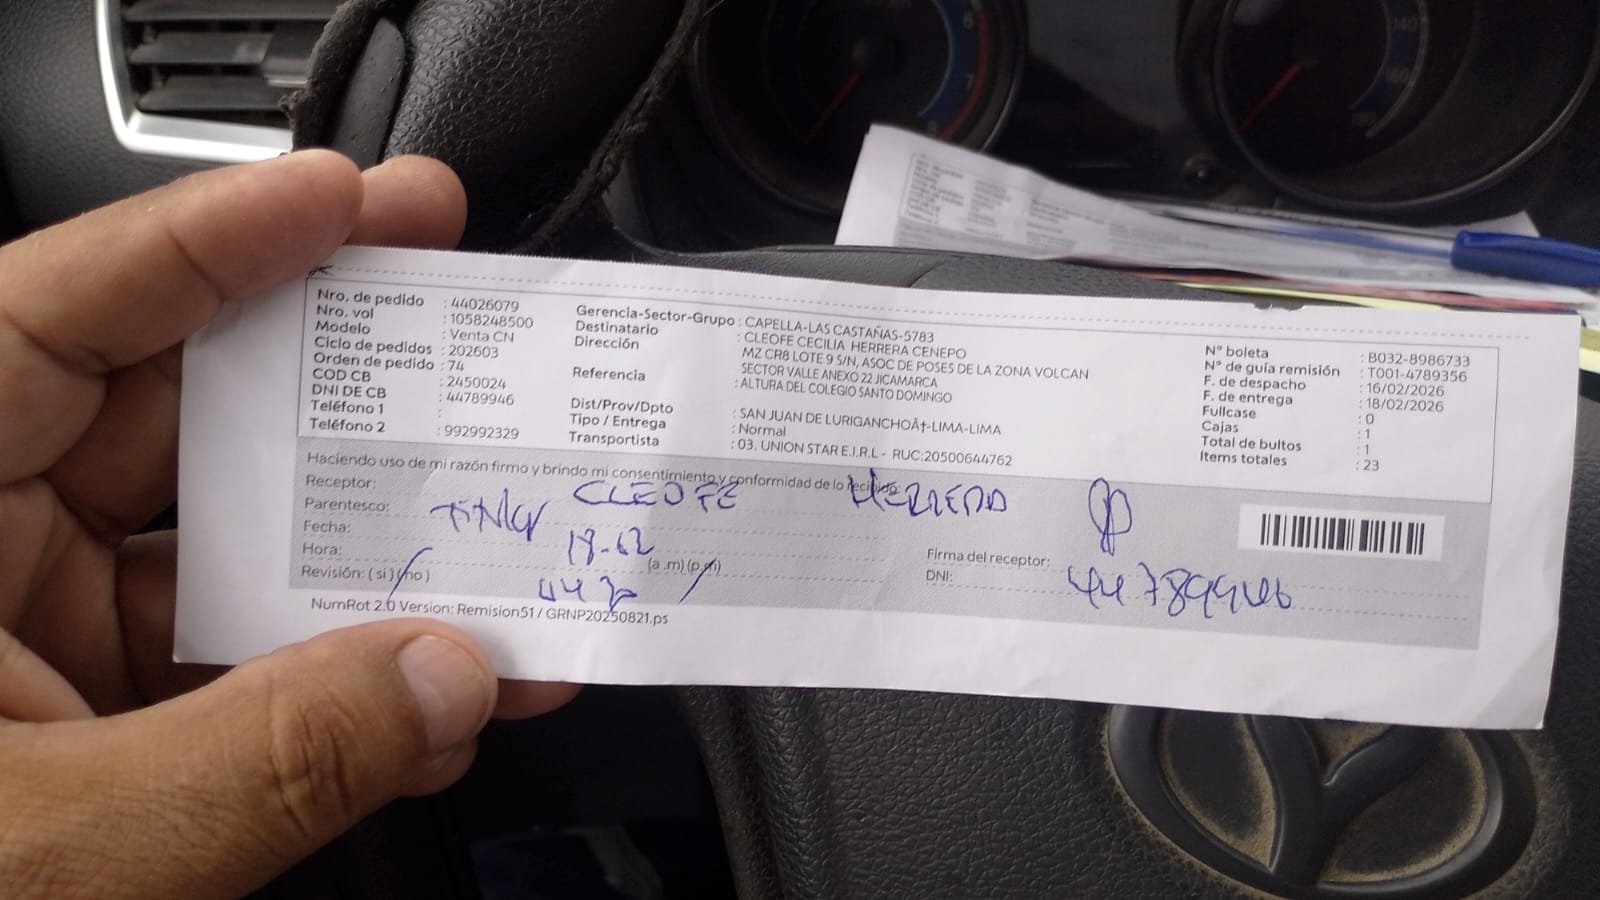 Nro. de pedido : 44026079
Nro. vol : 1058248500
Modelo : Venta CN
Ciclo de pedidos : 202603
Orden de pedido : 74
COD CB : 2450024
DNI DE CB : 44789946
Teléfono 1 :
Teléfono 2 : 992992329
Gerencia-Sector-Grupo : CAPELLA-LAS CASTAÑAS-5783
Destinatario : CLEOFE CECILIA HERRERA CENEPO
Dirección MZ CR8 LOTE 9 S/N, ASOC DE POSES DE LA ZONA VOLCAN
SECTOR VALLE ANEXO 22 JICAMARCA
Referencia : ALTURA DEL COLEGIO SANTO DOMINGO
Dist/Prov/Dpto : SAN JUAN DE LURIGANCHOÂ†-LIMA-LIMA
Tipo / Entrega : Normal
Transportista : 03. UNION STAR E.I.R.L - RUC:20500644762
N° boleta : B032-8986733
N° de guía remisión : T001-4789356
F. de despacho : 16/02/2026
F. de entrega : 18/02/2026
Fullcase : 0
Cajas : 1
Total de bultos : 1
Items totales : 23
Haciendo uso de mi razón firmo y brindo mi consentimiento y conformidad de lo recibido:
Receptor: CLEOFE HERRERA
Parentesco:
Fecha:
Hora: (a.m) (p.m)
Revisión: ( si ) ( no )
Firma del receptor:
DNI: 44789946
NumRot 2.0 Version: Remision51 / GRNP20250821.ps
6
7
8
140
160
180